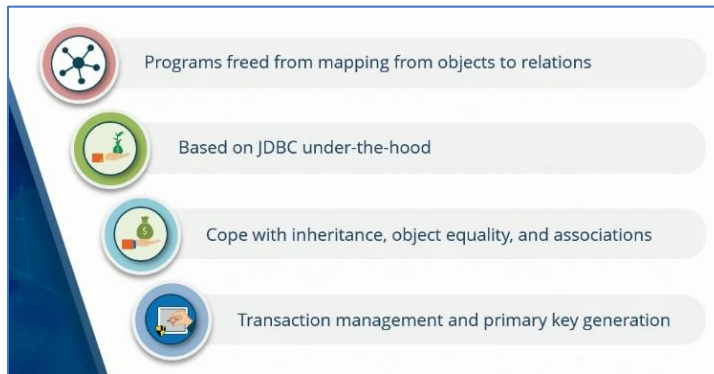 Programs freed from mapping from objects to relations
Based on JDBC under-the-hood
Cope with inheritance, object equality, and associations
Transaction management and primary key generation